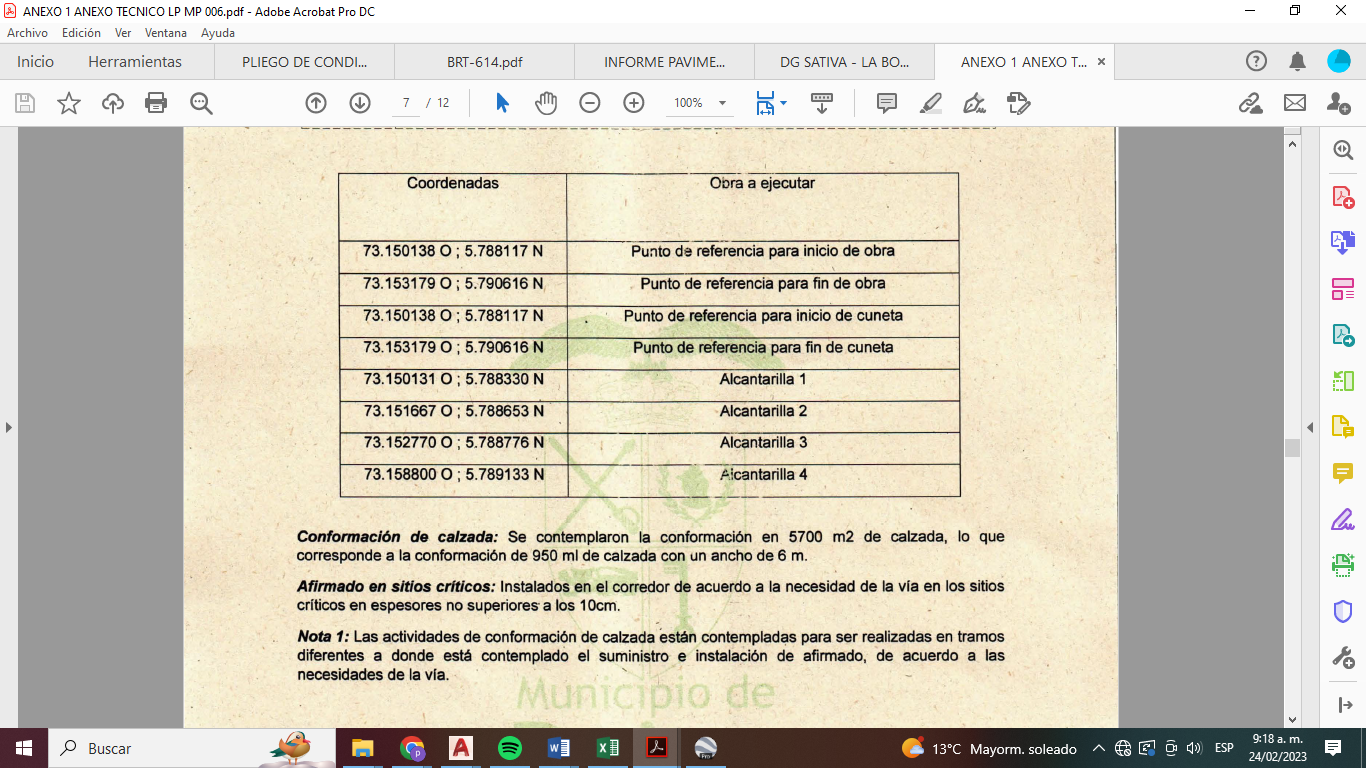 ANEXO 1 ANEXO TECNICO LP MP 006.pdf - Adobe Acrobat Pro DC
Archivo Edición Ver Ventana Ayuda
Inicio Herramientas PLIEGO DE CONDI... BRT-614.pdf INFORME PAVIME... DG SATIVA - LA BO... ANEXO 1 ANEXO T...
7 / 12 100%
Coordenadas Obra a ejecutar
73.150138 O ; 5.788117 N Punto de referencia para inicio de obra
73.153179 O ; 5.790616 N Punto de referencia para fin de obra
73.150138 O ; 5.788117 N Punto de referencia para inicio de cuneta
73.153179 O ; 5.790616 N Punto de referencia para fin de cuneta
73.150131 O ; 5.788330 N Alcantarilla 1
73.151667 O ; 5.788653 N Alcantarilla 2
73.152770 O ; 5.788776 N Alcantarilla 3
73.158800 O ; 5.789133 N Alcantarilla 4
Conformación de calzada: Se contemplaron la conformación en 5700 m2 de calzada, lo que
corresponde a la conformación de 950 ml de calzada con un ancho de 6 m.
Afirmado en sitios críticos: Instalados en el corredor de acuerdo a la necesidad de la vía en los sitios
críticos en espesores no superiores a los 10cm.
Nota 1: Las actividades de conformación de calzada están contempladas para ser realizadas en tramos
diferentes a donde está contemplado el suministro e instalación de afirmado, de acuerdo a las
necesidades de la vía.
Municipio de
Buscar 13°C Mayorm. soleado ESP 9:18 a. m.
24/02/2023